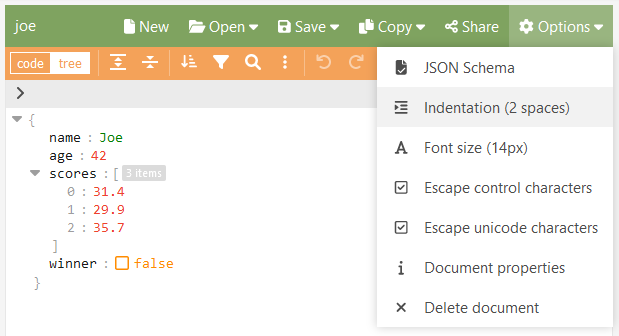 joe New Open Save Copy Share Options
code tree
{
name : Joe
age : 42
scores : [ 3 items
0 : 31.4
1 : 29.9
2 : 35.7
]
winner : false
}
JSON Schema
Indentation (2 spaces)
Font size (14px)
Escape control characters
Escape unicode characters
Document properties
Delete document